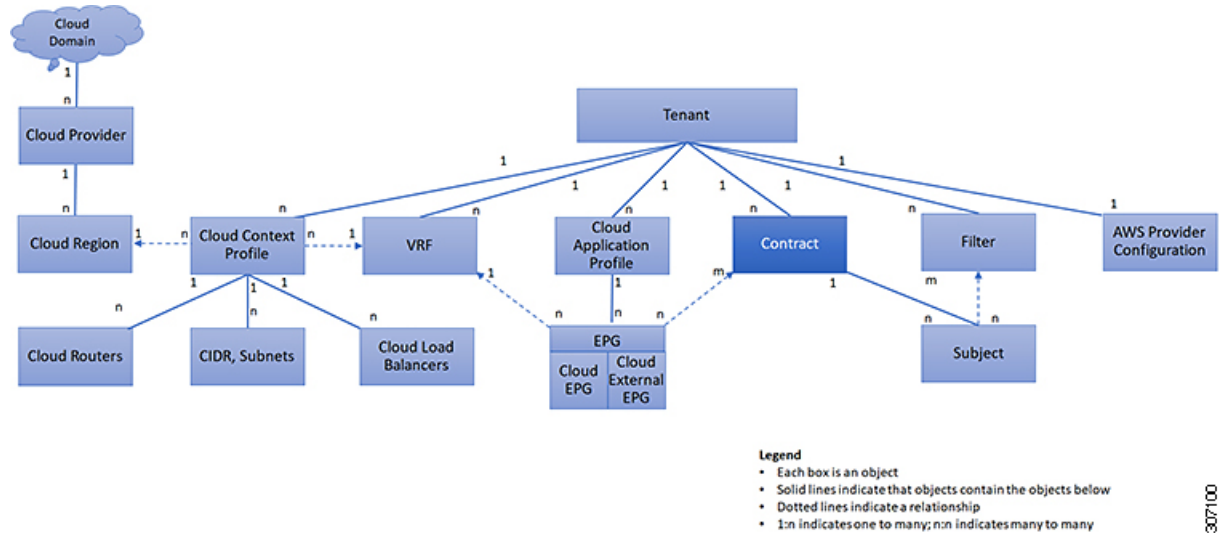 Cloud
Domain
1
n
Cloud Provider
Tenant
1
n
1
1
1
1
1
1
n
n
n
n
n
1
Cloud Region
1
n
Cloud Context
Profile
n
1
VRF
Cloud
Application
Profile
Contract
Filter
AWS Provider
Configuration
1
1
1
1
1
m
1
m
n
n
n
n
n
n
n
Cloud Routers
CIDR, Subnets
Cloud Load
Balancers
EPG
Cloud
EPG
Cloud
External
EPG
Subject
Legend
• Each box is an object
• Solid lines indicate that objects contain the objects below
• Dotted lines indicate a relationship
• 1:n indicates one to many; n:n indicates many to many
307100